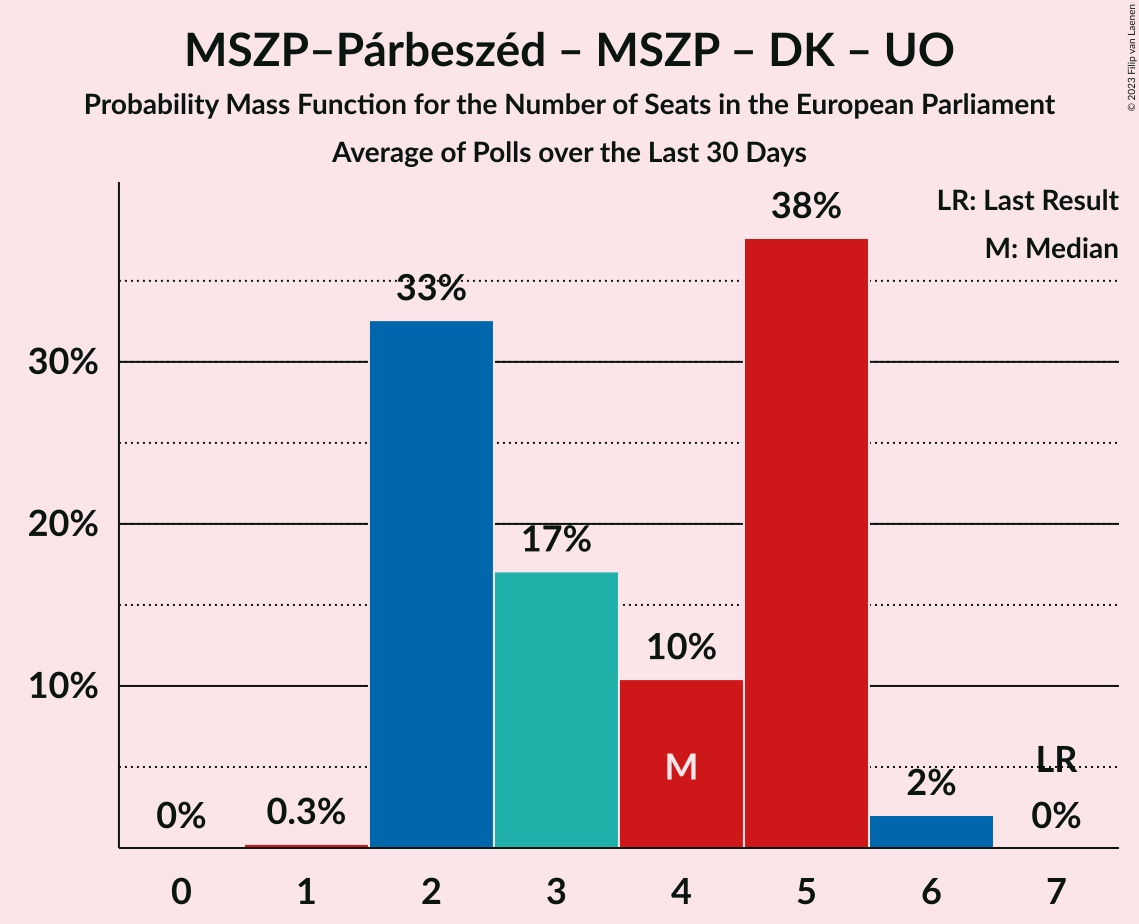 MSZP–Párbeszéd – MSZP – DK – UO
Probability Mass Function for the Number of Seats in the European Parliament
Average of Polls over the Last 30 Days
© 2023 Filip van Laenen
LR: Last Result
M: Median
38%
33%
30%
20%
17%
10%
10%
M
LR
2%
0%
0.3%
0%
0 1 2 3 4 5 6 7